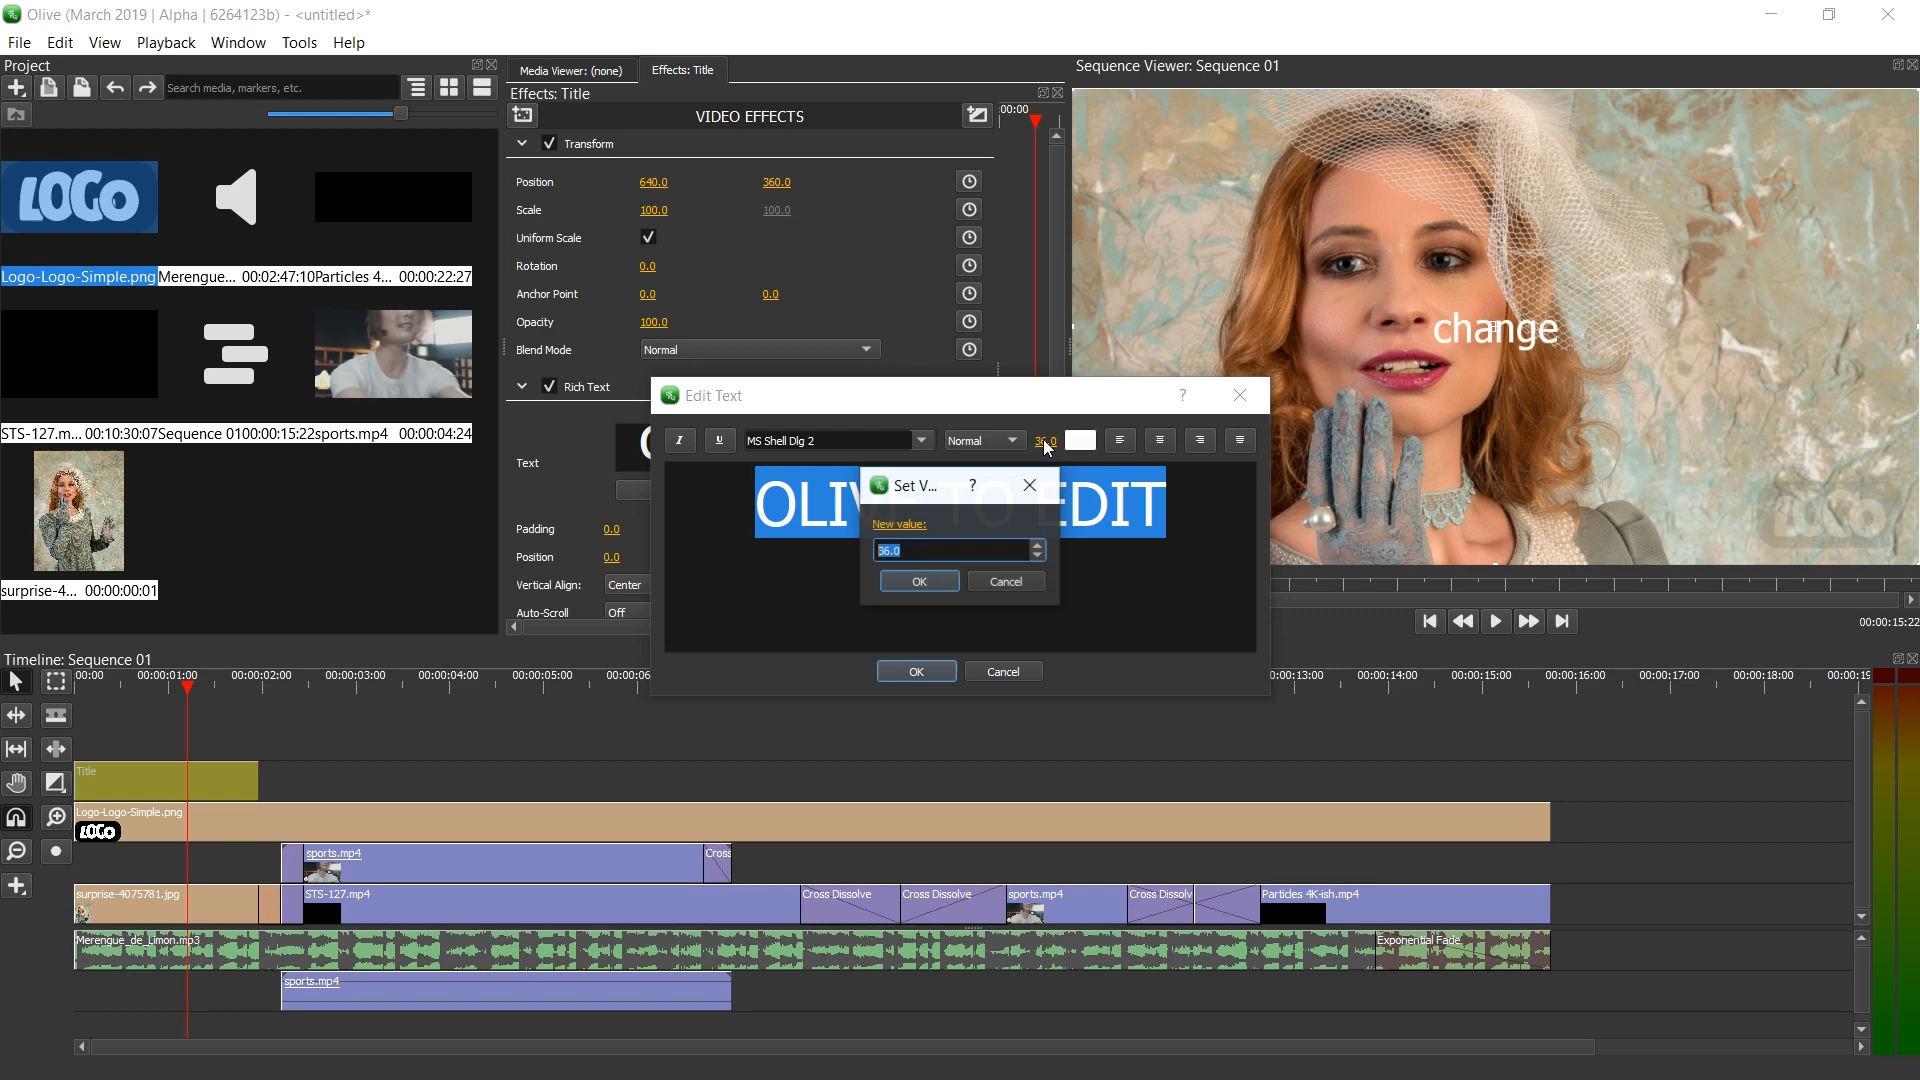 Olive (March 2019 | Alpha | 6264123b) - <untitled>*
File Edit View Playback Window Tools Help
Project
Search media, markers, etc.
LOGO
Logo-Logo-Simple.png Merengue... 00:02:47:10 Particles 4... 00:00:22:27
STS-127.m... 00:10:30:07 Sequence 01 00:00:15:22 sports.mp4 00:00:04:24
surprise-4... 00:00:00:01
Media Viewer: (none) Effects: Title
Effects: Title
VIDEO EFFECTS
00:00
Transform
Position 640.0 360.0
Scale 100.0 100.0
Uniform Scale
Rotation 0.0
Anchor Point 0.0 0.0
Opacity 100.0
Blend Mode Normal
Rich Text
Text
Padding 0.0
Position 0.0
Vertical Align: Center
Auto-Scroll Off
Sequence Viewer: Sequence 01
change
LOGO
00:00:15:22
Edit Text
?
I U MS Shell Dlg 2 Normal 36.0
OLIVE TO EDIT
Set V... ?
New value:
36.0
OK Cancel
OK Cancel
Timeline: Sequence 01
:00:00 00:00:01:00 00:00:02:00 00:00:03:00 00:00:04:00 00:00:05:00 00:00:06 0:00:13:00 00:00:14:00 00:00:15:00 00:00:16:00 00:00:17:00 00:00:18:00 00:00:19
Title
Logo-Logo-Simple.png
LOGO
sports.mp4 Cross
surprise-4075781.jpg STS-127.mp4 Cross Dissolve Cross Dissolve sports.mp4 Cross Dissolv Particles 4K-ish.mp4
Merengue_de_Limon.mp3 Exponential Fade
sports.mp4